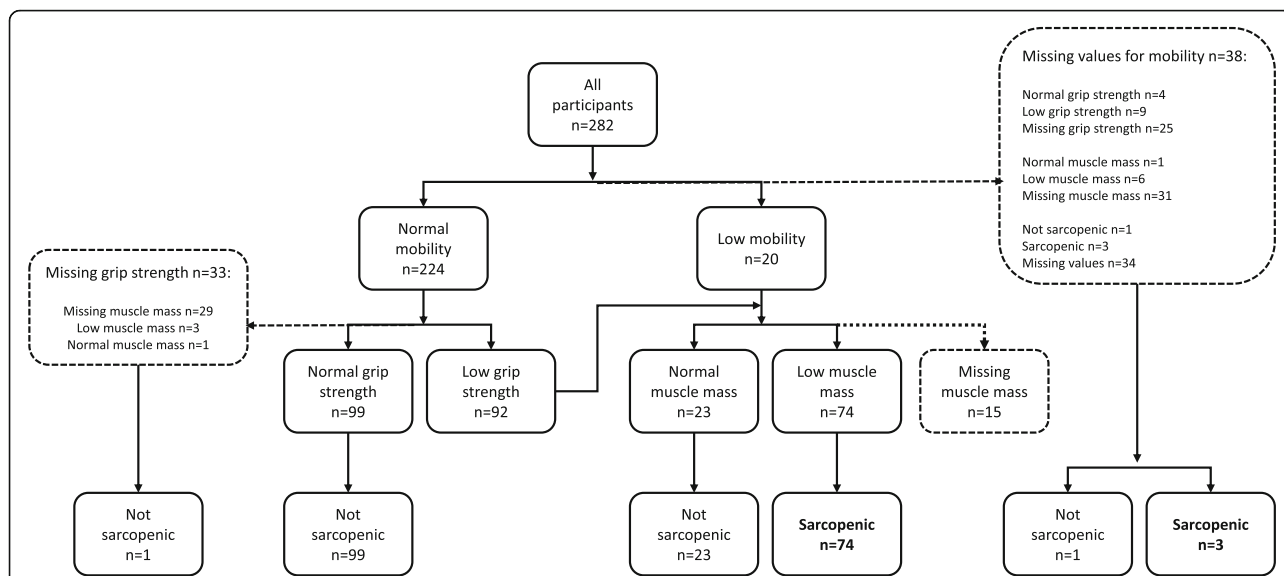 All
participants
n=282
Missing values for mobility n=38:
Normal grip strength n=4
Low grip strength n=9
Missing grip strength n=25
Normal muscle mass n=1
Low muscle mass n=6
Missing muscle mass n=31
Not sarcopenic n=1
Sarcopenic n=3
Missing values n=34
Normal
mobility
n=224
Low mobility
n=20
Missing grip strength n=33:
Missing muscle mass n=29
Low muscle mass n=3
Normal muscle mass n=1
Normal grip
strength
n=99
Low grip
strength
n=92
Normal
muscle mass
n=23
Low muscle
mass
n=74
Missing
muscle mass
n=15
Not
sarcopenic
n=1
Not
sarcopenic
n=99
Not
sarcopenic
n=23
Sarcopenic
n=74
Not
sarcopenic
n=1
Sarcopenic
n=3